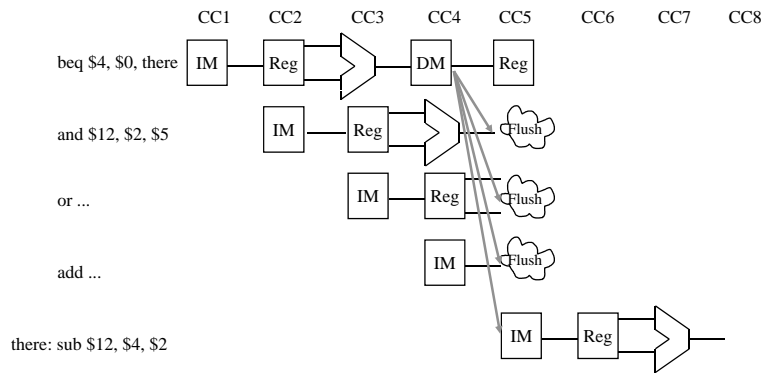 CC1 CC2 CC3 CC4 CC5 CC6 CC7 CC8
beq $4, $0, there IM Reg DM Reg
and $12, $2, $5 IM Reg Flush
or ... IM Reg Flush
add ... IM Flush
there: sub $12, $4, $2 IM Reg